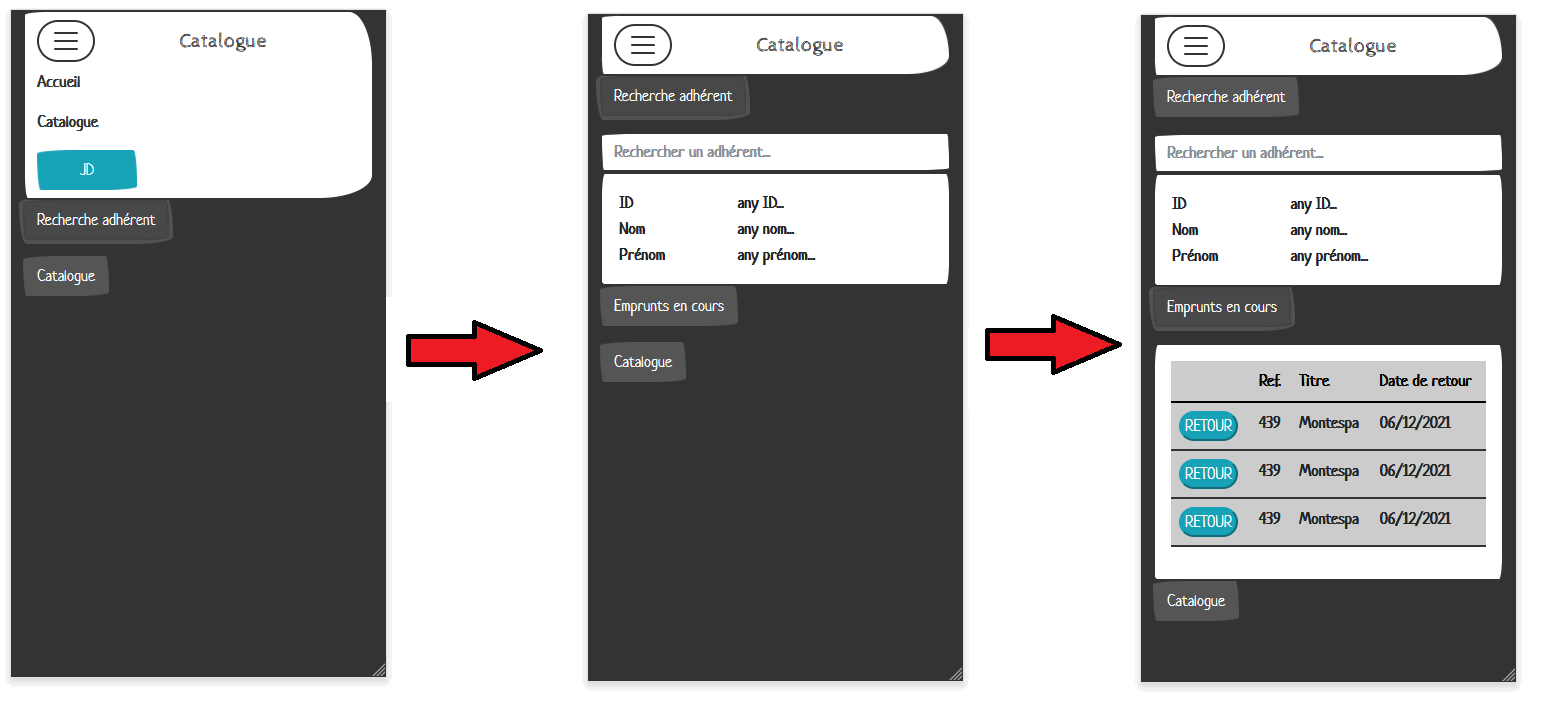 Catalogue
Accueil
Catalogue
JD
Recherche adhérent
Catalogue
Catalogue
Recherche adhérent
Rechercher un adhérent...
ID any ID...
Nom any nom...
Prénom any prénom...
Emprunts en cours
Catalogue
Catalogue
Recherche adhérent
Rechercher un adhérent...
ID any ID...
Nom any nom...
Prénom any prénom...
Emprunts en cours
Ref. Titre Date de retour
RETOUR 439 Montespa 06/12/2021
RETOUR 439 Montespa 06/12/2021
RETOUR 439 Montespa 06/12/2021
Catalogue